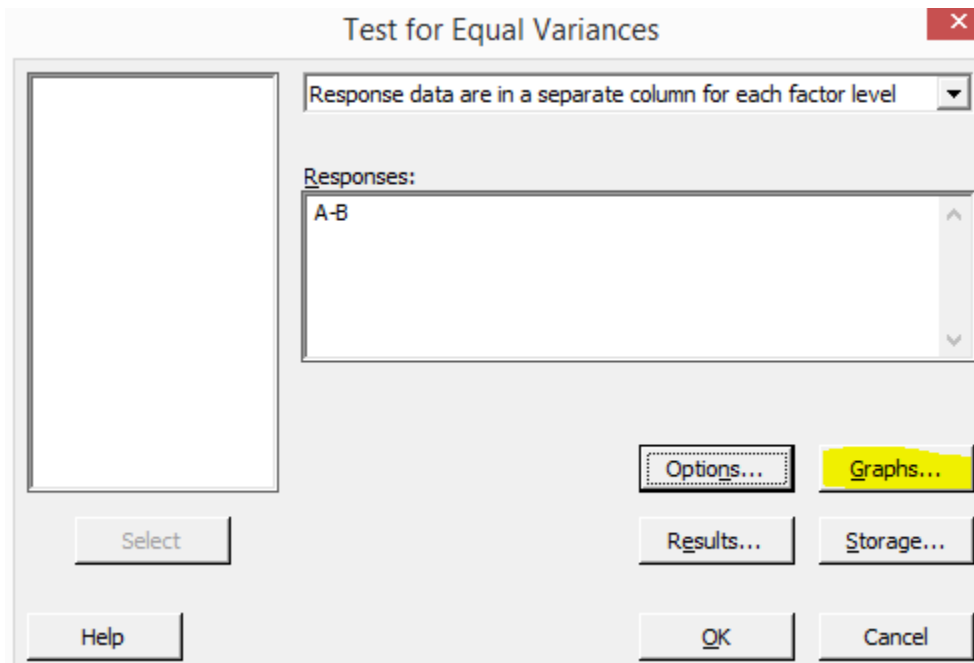 Test for Equal Variances
Response data are in a separate column for each factor level
Responses:
A-B
Options... Graphs...
Select Results... Storage...
Help OK Cancel